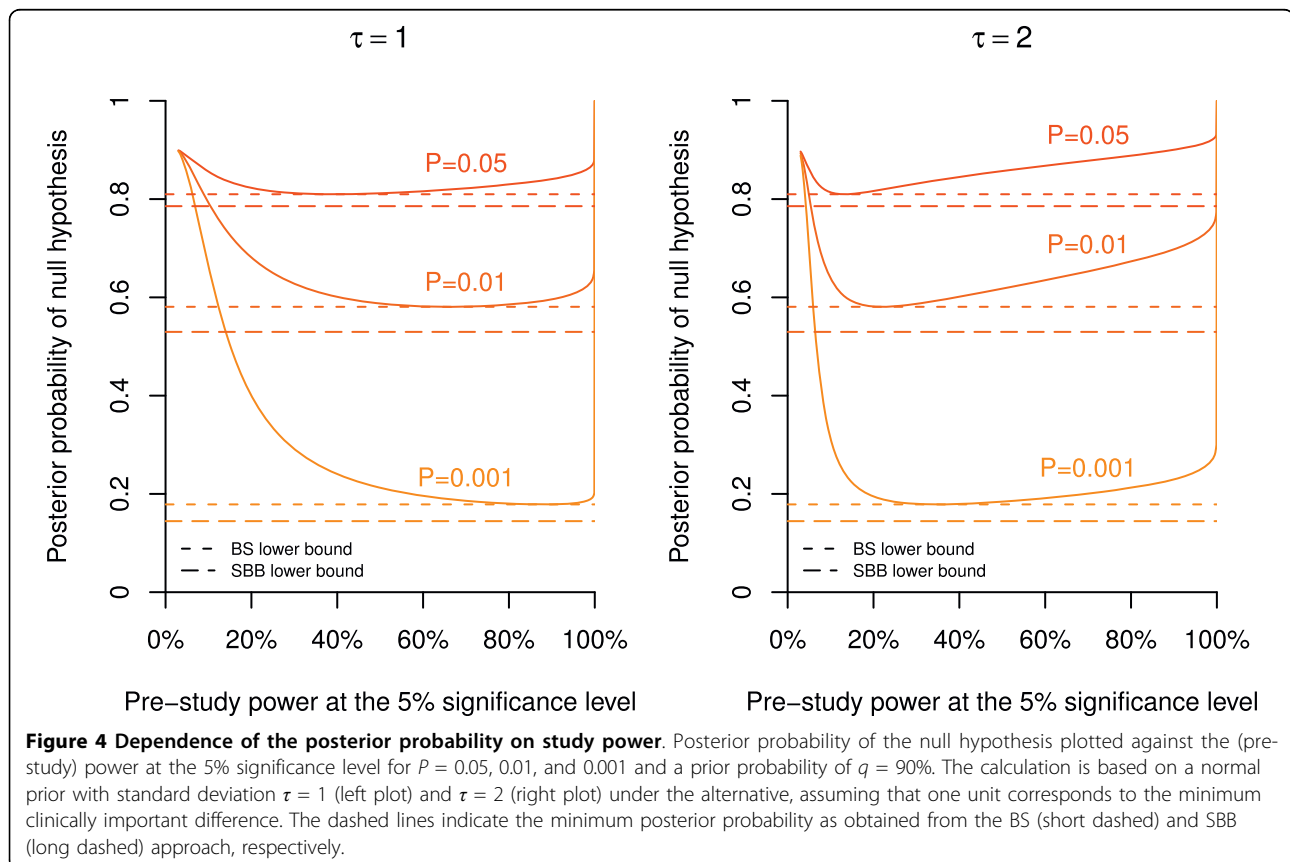 τ = 1
τ = 2
Posterior probability of null hypothesis
0
0.2
0.4
0.6
0.8
1
P=0.05
P=0.01
P=0.001
BS lower bound
SBB lower bound
0%
20%
40%
60%
80%
100%
Pre−study power at the 5% significance level
Posterior probability of null hypothesis
0
0.2
0.4
0.6
0.8
1
P=0.05
P=0.01
P=0.001
BS lower bound
SBB lower bound
0%
20%
40%
60%
80%
100%
Pre−study power at the 5% significance level
Figure 4 Dependence of the posterior probability on study power. Posterior probability of the null hypothesis plotted against the (pre-
study) power at the 5% significance level for P = 0.05, 0.01, and 0.001 and a prior probability of q = 90%. The calculation is based on a normal
prior with standard deviation τ = 1 (left plot) and τ = 2 (right plot) under the alternative, assuming that one unit corresponds to the minimum
clinically important difference. The dashed lines indicate the minimum posterior probability as obtained from the BS (short dashed) and SBB
(long dashed) approach, respectively.